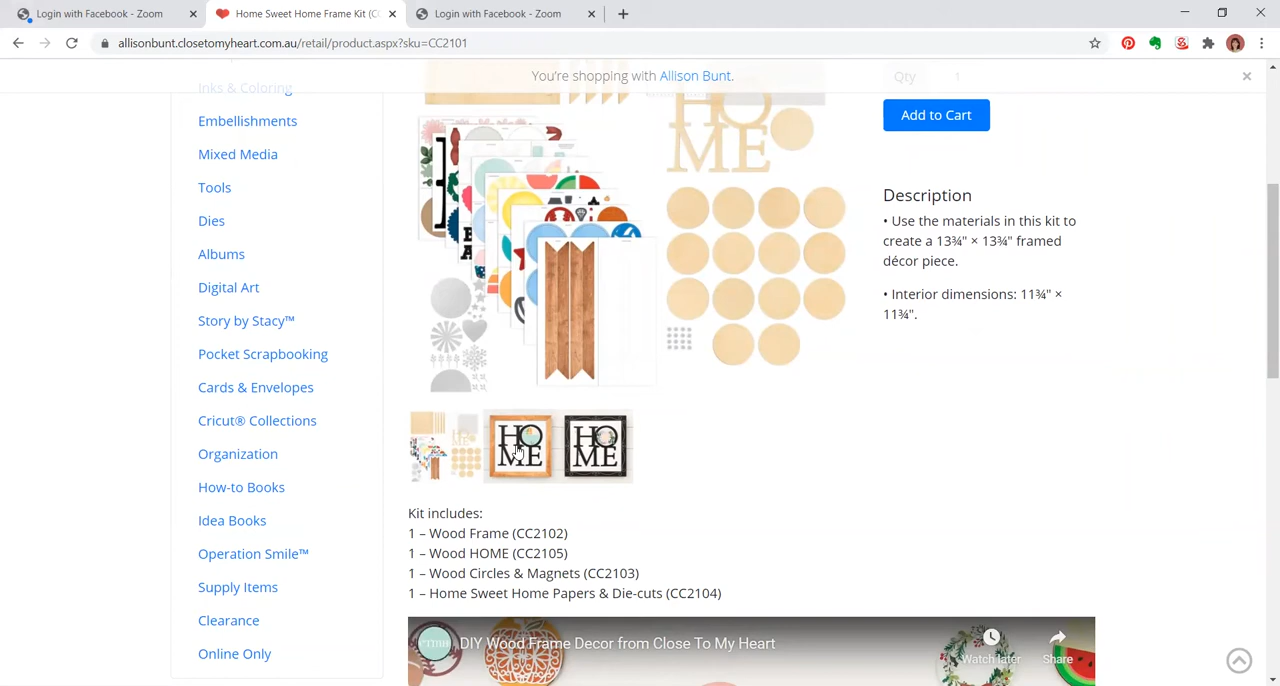 Login with Facebook - Zoom
Home Sweet Home Frame Kit (CC
Login with Facebook - Zoom
allisonbunt.closetomyheart.com.au/retail/product.aspx?sku=CC2101
You're shopping with Allison Bunt.
Qty 1
Add to Cart
Inks & Coloring
Embellishments
Mixed Media
Tools
Dies
Albums
Digital Art
Story by Stacy™
Pocket Scrapbooking
Cards & Envelopes
Cricut® Collections
Organization
How-to Books
Idea Books
Operation Smile™
Supply Items
Clearance
Online Only
HO
ME
Description
• Use the materials in this kit to
create a 13¾" × 13¾" framed
décor piece.
• Interior dimensions: 11¾" ×
11¾".
HO
ME
HO
ME
Kit includes:
1 – Wood Frame (CC2102)
1 – Wood HOME (CC2105)
1 – Wood Circles & Magnets (CC2103)
1 – Home Sweet Home Papers & Die-cuts (CC2104)
DIY Wood Frame Decor from Close To My Heart
Watch later
Share